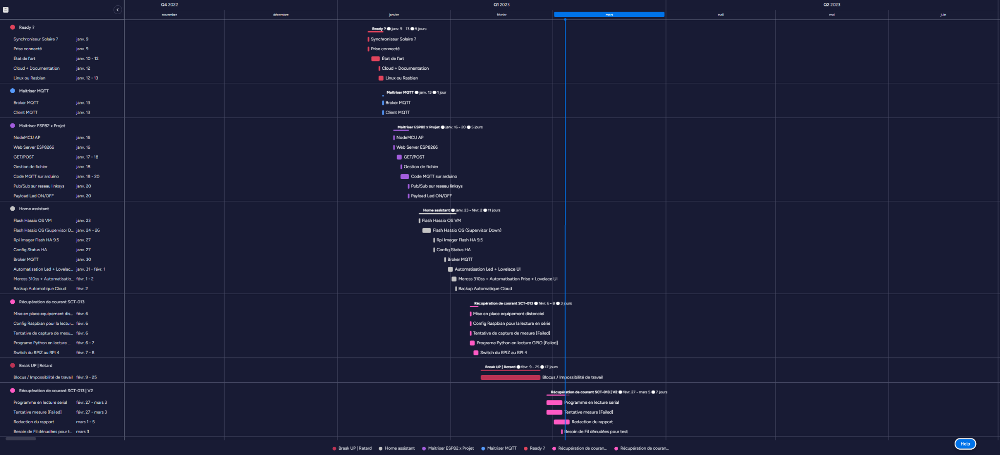 Q4 2022 Q1 2023 Q2 2023
novembre décembre janvier février mars avril mai juin
Ready ? Ready ? janv. 9 - 13 5 jours
Synchroniseur Solaire ? janv. 9 Synchroniseur Solaire ?
Prise connecté janv. 9 Prise connecté
État de l'art janv. 10 - 12 État de l'art
Cloud + Documentation janv. 12 Cloud + Documentation
Linux ou Rasbian janv. 12 - 13 Linux ou Rasbian
Maitriser MQTT Maitriser MQTT janv. 13 1 jour
Broker MQTT janv. 13 Broker MQTT
Client MQTT janv. 13 Client MQTT
Maitriser ESP82 x Projet Maitriser ESP82 x Projet janv. 16 - 20 5 jours
NodeMCU AP janv. 16 NodeMCU AP
Web Server ESP8266 janv. 16 Web Server ESP8266
GET/POST janv. 17 - 18 GET/POST
Gestion de fichier janv. 18 Gestion de fichier
Code MQTT sur arduino janv. 18 - 20 Code MQTT sur arduino
Pub/Sub sur reseau linksys janv. 20 Pub/Sub sur reseau linksys
Payload Led ON/OFF janv. 20 Payload Led ON/OFF
Home assistant Home assistant janv. 23 - févr. 2 11 jours
Flash Hassio OS VM janv. 23 Flash Hassio OS VM
Flash Hassio OS (Supervisor D... janv. 24 - 26 Flash Hassio OS (Supervisor Down)
Rpi Imager Flash HA 9.5 janv. 27 Rpi Imager Flash HA 9.5
Config Status HA janv. 27 Config Status HA
Broker MQTT janv. 30 Broker MQTT
Automatisation Led + Lovelac... janv. 31 - févr. 1 Automatisation Led + Lovelace UI
Meross 310ss + Automatisatio... févr. 1 - 2 Meross 310ss + Automatisation Prise + Lovelace UI
Backup Automatique Cloud févr. 2 Backup Automatique Cloud
Récupération de courant SCT-013 Récupération de courant SCT-013 févr. 6 - 8 3 jours
Mise en place equipement dis... févr. 6 Mise en place equipement distenciel
Config Raspbian pour la lectur... févr. 6 Config Raspbian pour la lecture en série
Tentative de capture de mesu... févr. 6 Tentative de capture de mesure [Failed]
Programe Python en lecture ... févr. 6 - 7 Programe Python en lecture GPIO [Failed]
Switch du RPIZ au RPI 4 févr. 7 - 8 Switch du RPIZ au RPI 4
Break UP | Retard Break UP | Retard févr. 9 - 25 17 jours
Blocus / Impossibilité de travail févr. 9 - 25 Blocus / Impossibilité de travail
Récupération de courant SCT-013 | V2 Récupération de courant SCT-013 | V2 févr. 27 - mars 5 7 jours
Programme en lecture serial févr. 27 - mars 3 Programme en lecture serial
Tentative mesure [Failed] févr. 27 - mars 3 Tentative mesure [Failed]
Redaction du rapport mars 1 - 5 Redaction du rapport
Besoin de Fil dénudées pour t... mars 3 Besoin de Fil dénudées pour test
Break UP | Retard Home assistant Maitriser ESP82 x Projet Maitriser MQTT Ready ? Récupération de couran... Récupération de couran...
Help